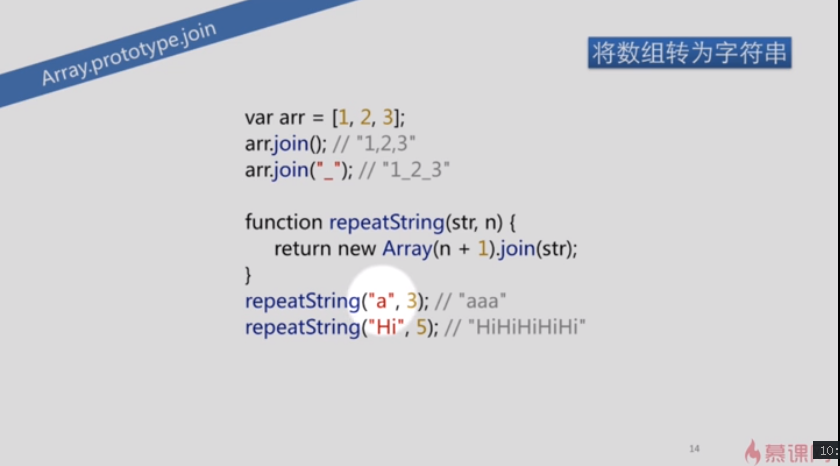 Array.prototype.join
将数组转为字符串
var arr = [1, 2, 3];
arr.join(); // "1,2,3"
arr.join("_"); // "1_2_3"
function repeatString(str, n) {
return new Array(n + 1).join(str);
}
repeatString("a", 3); // "aaa"
repeatString("Hi", 5); // "HiHiHiHiHi"
14
慕课
10: